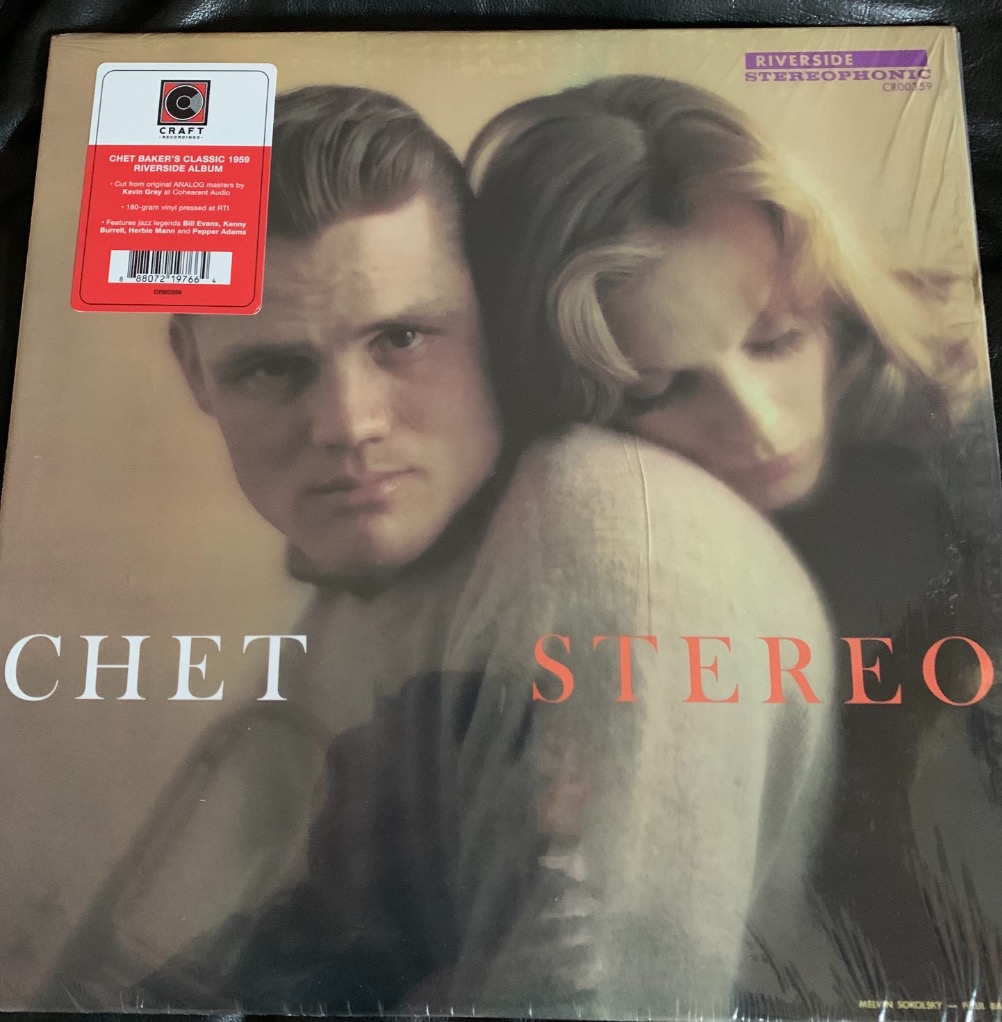 RIVERSIDE
STEREOPHONIC
CR00359
CRAFT
RECORDINGS
CHET BAKER'S CLASSIC 1959
RIVERSIDE ALBUM
• Cut from original ANALOG masters by
Kevin Gray at Cohearent Audio
• 180-gram vinyl pressed at RTI
• Features jazz legends Bill Evans, Kenny
Burrell, Herbie Mann and Pepper Adams
8 88072 19766 4
CHET STEREO
MELVIN SOKOLSKY —